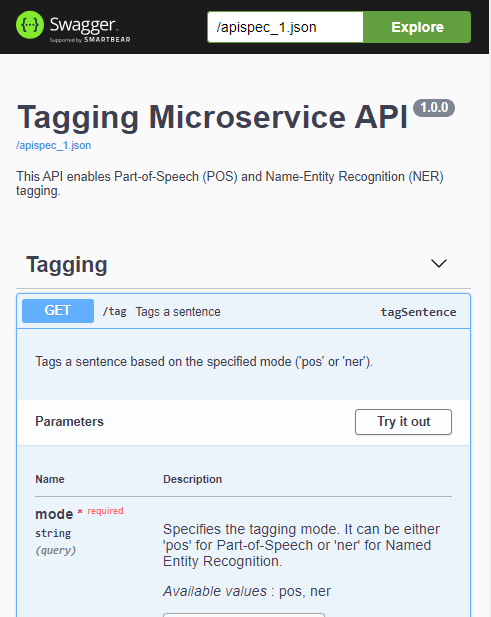 Swagger.
Supported by SMARTBEAR
/apispec_1.json
Explore
Tagging Microservice API 1.0.0
/apispec_1.json
This API enables Part-of-Speech (POS) and Name-Entity Recognition (NER)
tagging.
Tagging
GET /tag Tags a sentence tagSentence
Tags a sentence based on the specified mode ('pos' or 'ner').
Parameters Try it out
Name Description
mode * required
string
(query)
Specifies the tagging mode. It can be either
'pos' for Part-of-Speech or 'ner' for Named
Entity Recognition.
Available values : pos, ner